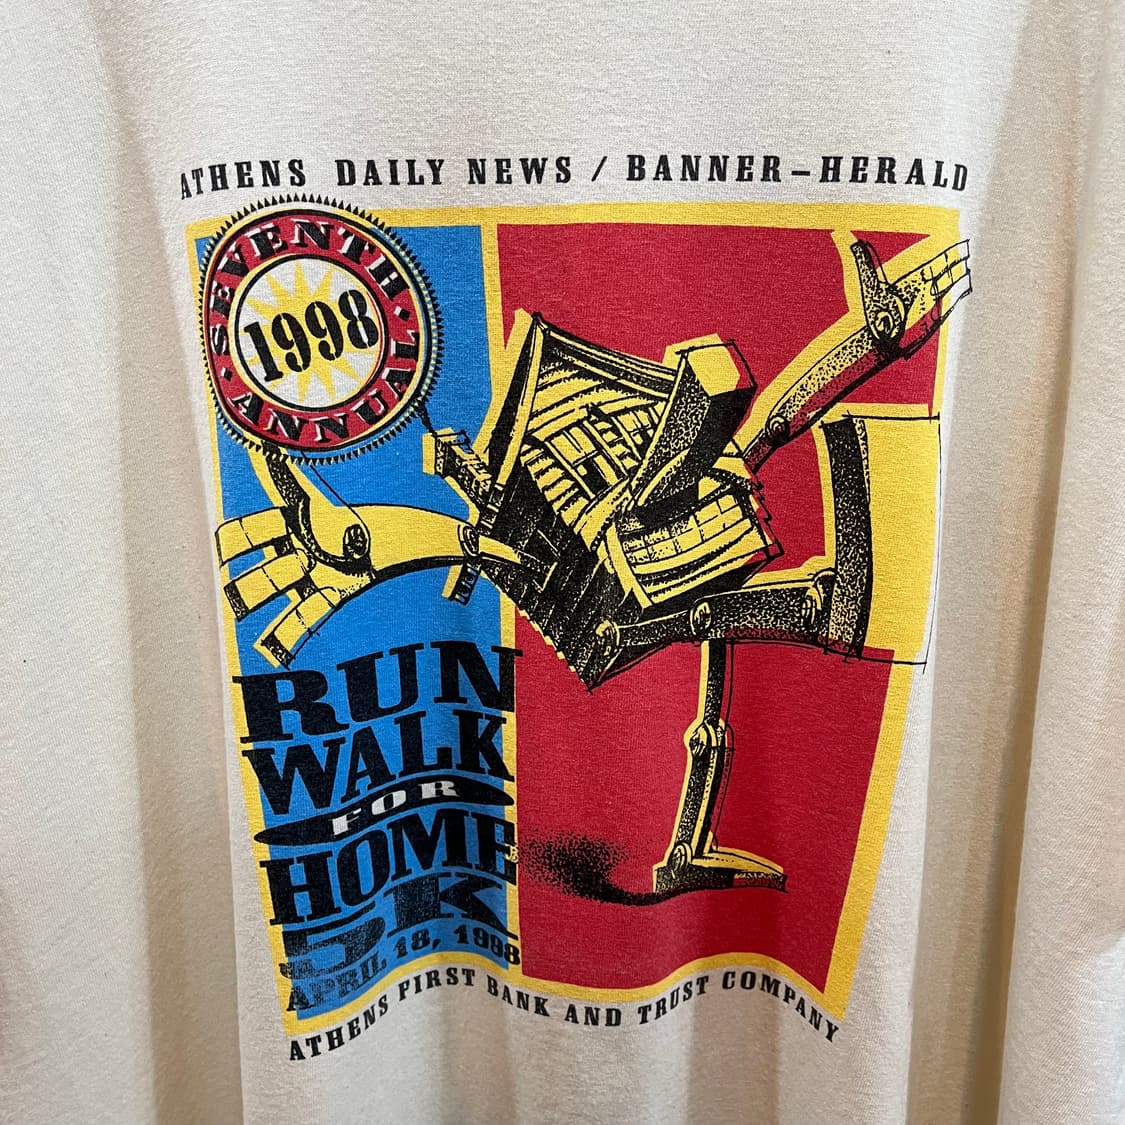 ATHENS DAILY NEWS / BANNER-HERALD
SEVENTH
1998
ANNUAL
RUN
WALK
FOR
HOME
5K
APRIL 18, 1998
ATHENS FIRST BANK AND TRUST COMPANY